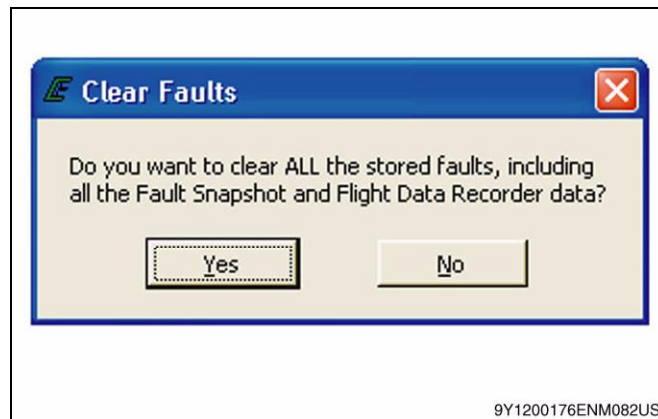 Clear Faults
Do you want to clear ALL the stored faults, including
all the Fault Snapshot and Flight Data Recorder data?
Yes
No
9Y1200176ENM082US